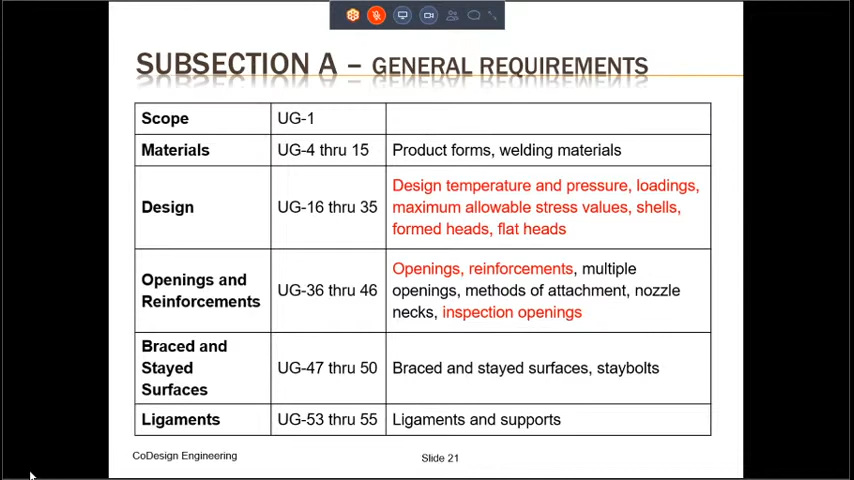 SUBSECTION A – GENERAL REQUIREMENTS
Scope UG-1
Materials UG-4 thru 15 Product forms, welding materials
Design UG-16 thru 35 Design temperature and pressure, loadings,
maximum allowable stress values, shells,
formed heads, flat heads
Openings and
Reinforcements UG-36 thru 46 Openings, reinforcements, multiple
openings, methods of attachment, nozzle
necks, inspection openings
Braced and
Stayed
Surfaces UG-47 thru 50 Braced and stayed surfaces, staybolts
Ligaments UG-53 thru 55 Ligaments and supports
CoDesign Engineering Slide 21